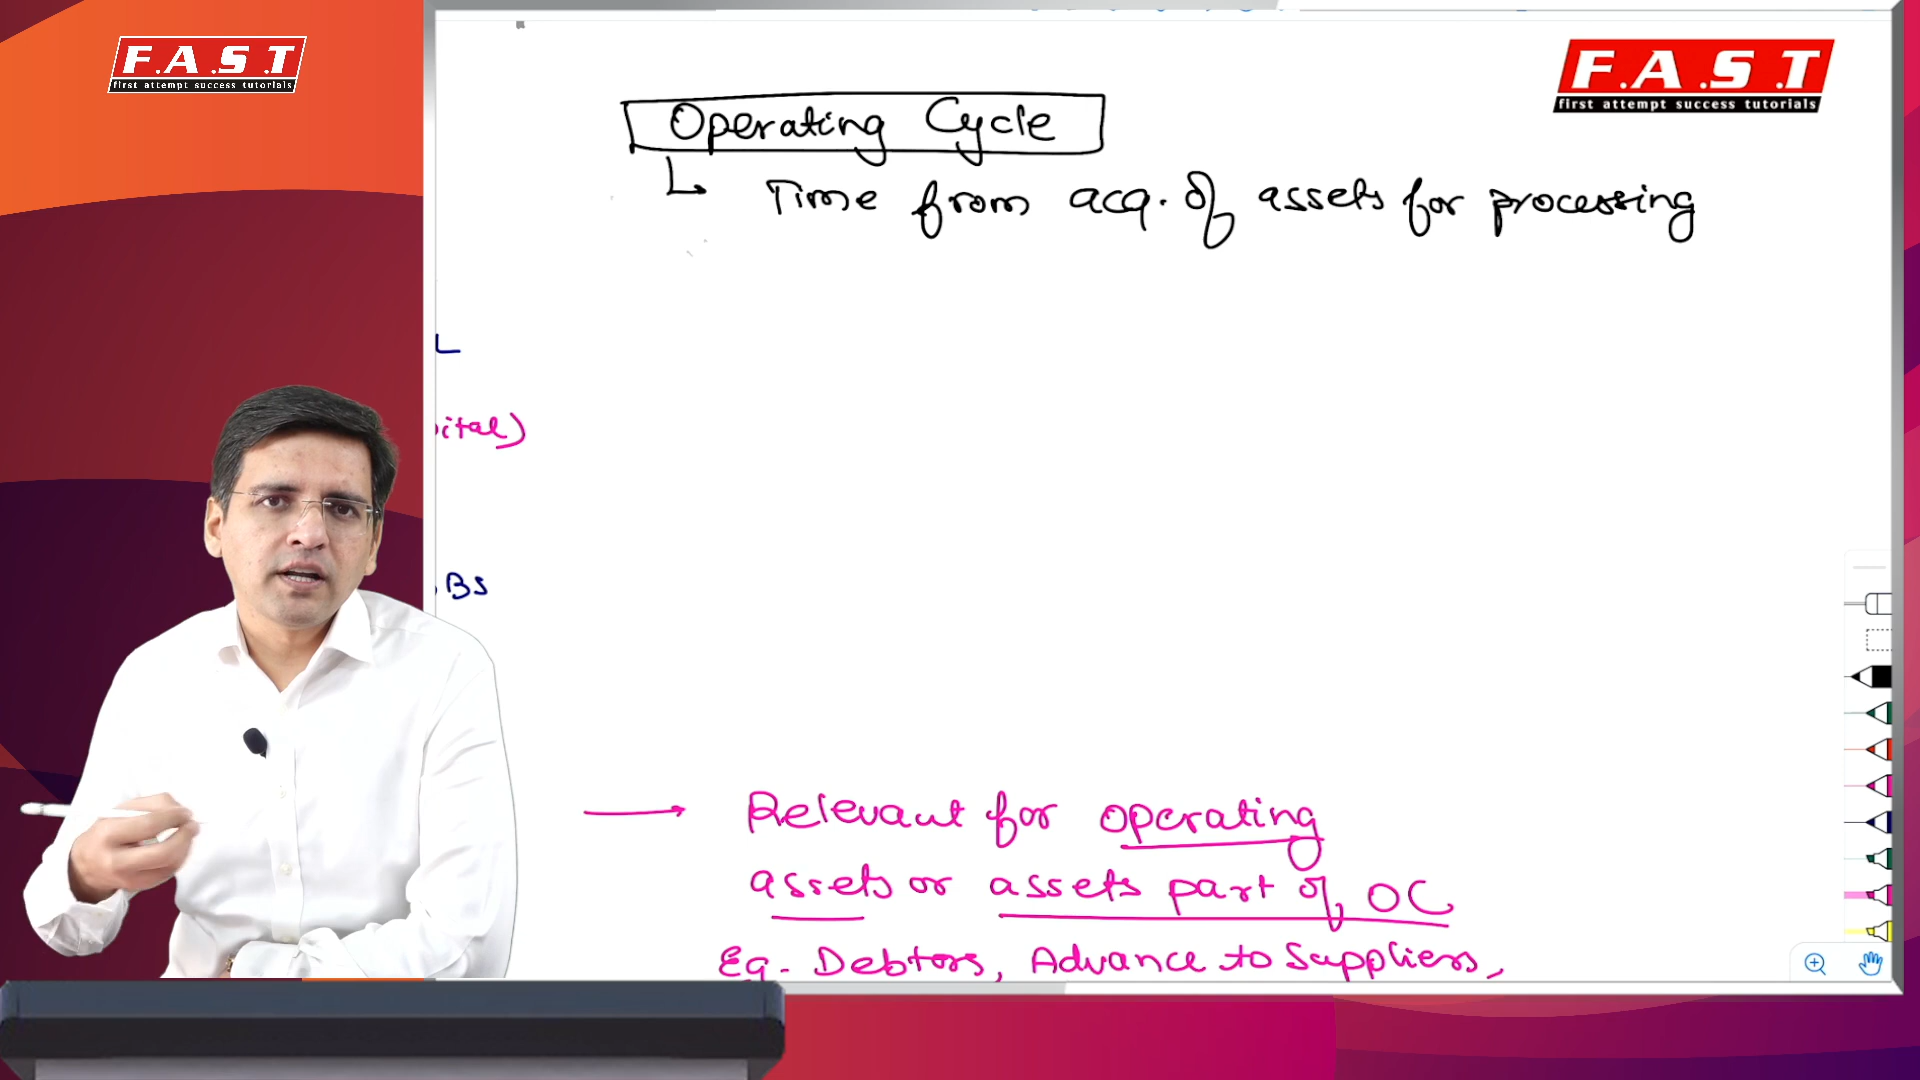 F.A.S.T
first attempt success tutorials
F.A.S.T
first attempt success tutorials
Operating Cycle
Time from acq. of assets for processing
L
ital)
BS
Relevant for operating
assets or assets part of OC
Eg. Debtors, Advance to Suppliers,